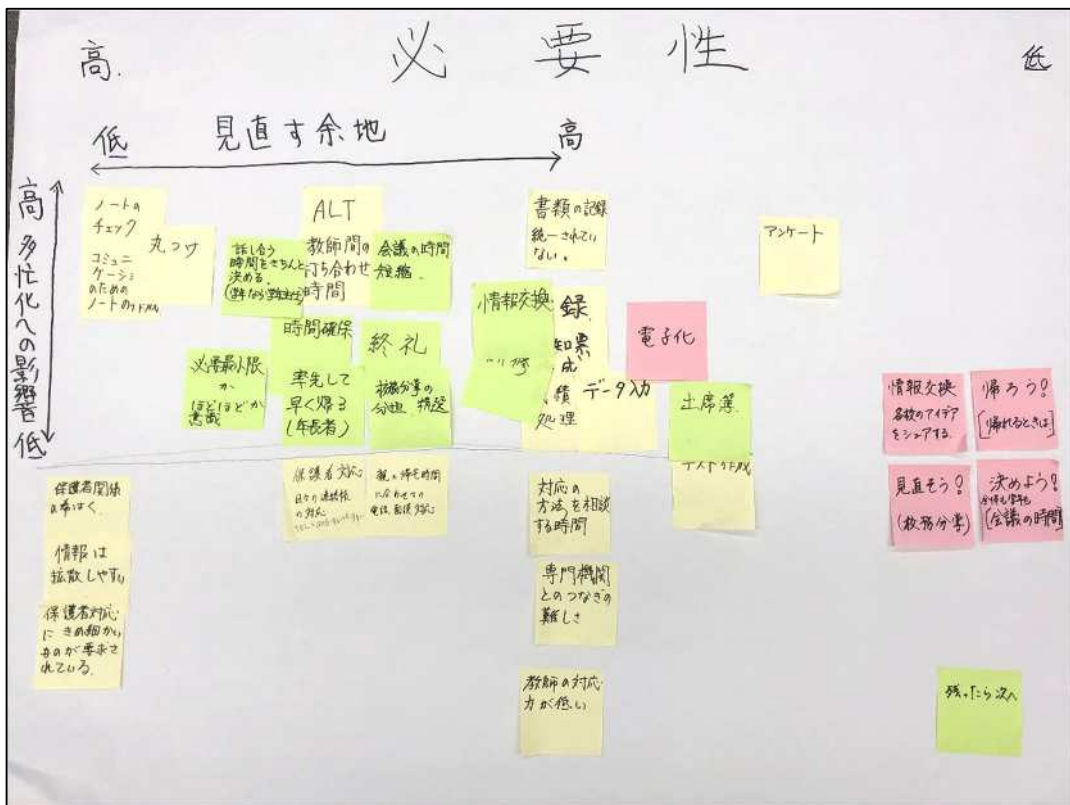 高.
必要性
低
低
見直す余地
高
高
多忙化への影響
低
ノートの
チェック
コミュニ
ケーション
のための
ノートの
丸つけ
話し合う
時間をきちんと
決める.
ALT
教師間の
打ち合わせ
時間
会議の時間
短縮.
時間確保
終礼
必要最小限
か
ほどほどか
意識
率先して
早く帰る
(年長者)
校務分掌の
分担
書類の記録
統一されてい
ない。
情報交換
録
処理
データ入力
電子化
出席簿
アンケート
情報交換
各校のアイデア
をシェアする
帰ろう!
[帰れるときは]
見直そう!
(校務分掌)
決めよう!
[会議の時間]
保護者関係
情報は
拡散しやすい
保護者対応
にきめ細かい
ものが要求さ
れている.
保護者対応
日々の連絡帳
の対応
親の帰宅時間
に合わせての
電話、面談対応
対応の
方法を相談
する時間
専門機関
とのつなぎの
難しさ
教師の対応
力が低い
残ったら次へ